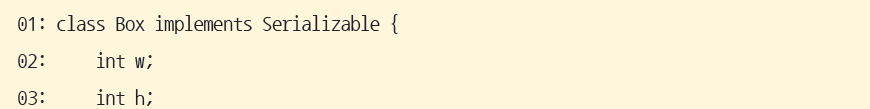 01: class Box implements Serializable {
02:     int w;
03:     int h;